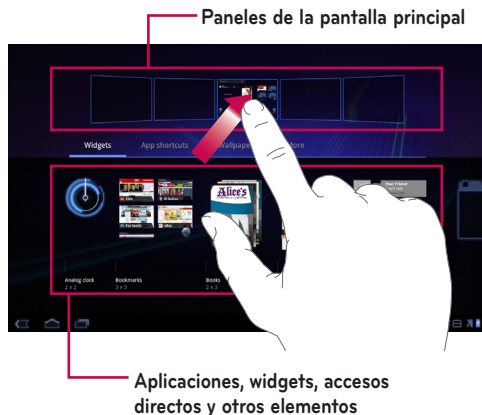 Paneles de la pantalla principal
Widgets App shortcuts Wallpape ore
Alice's
Your Friend
Analog clock Bookmarks Books
2 x 2 3 x 3 2 x 3
Aplicaciones, widgets, accesos
directos y otros elementos